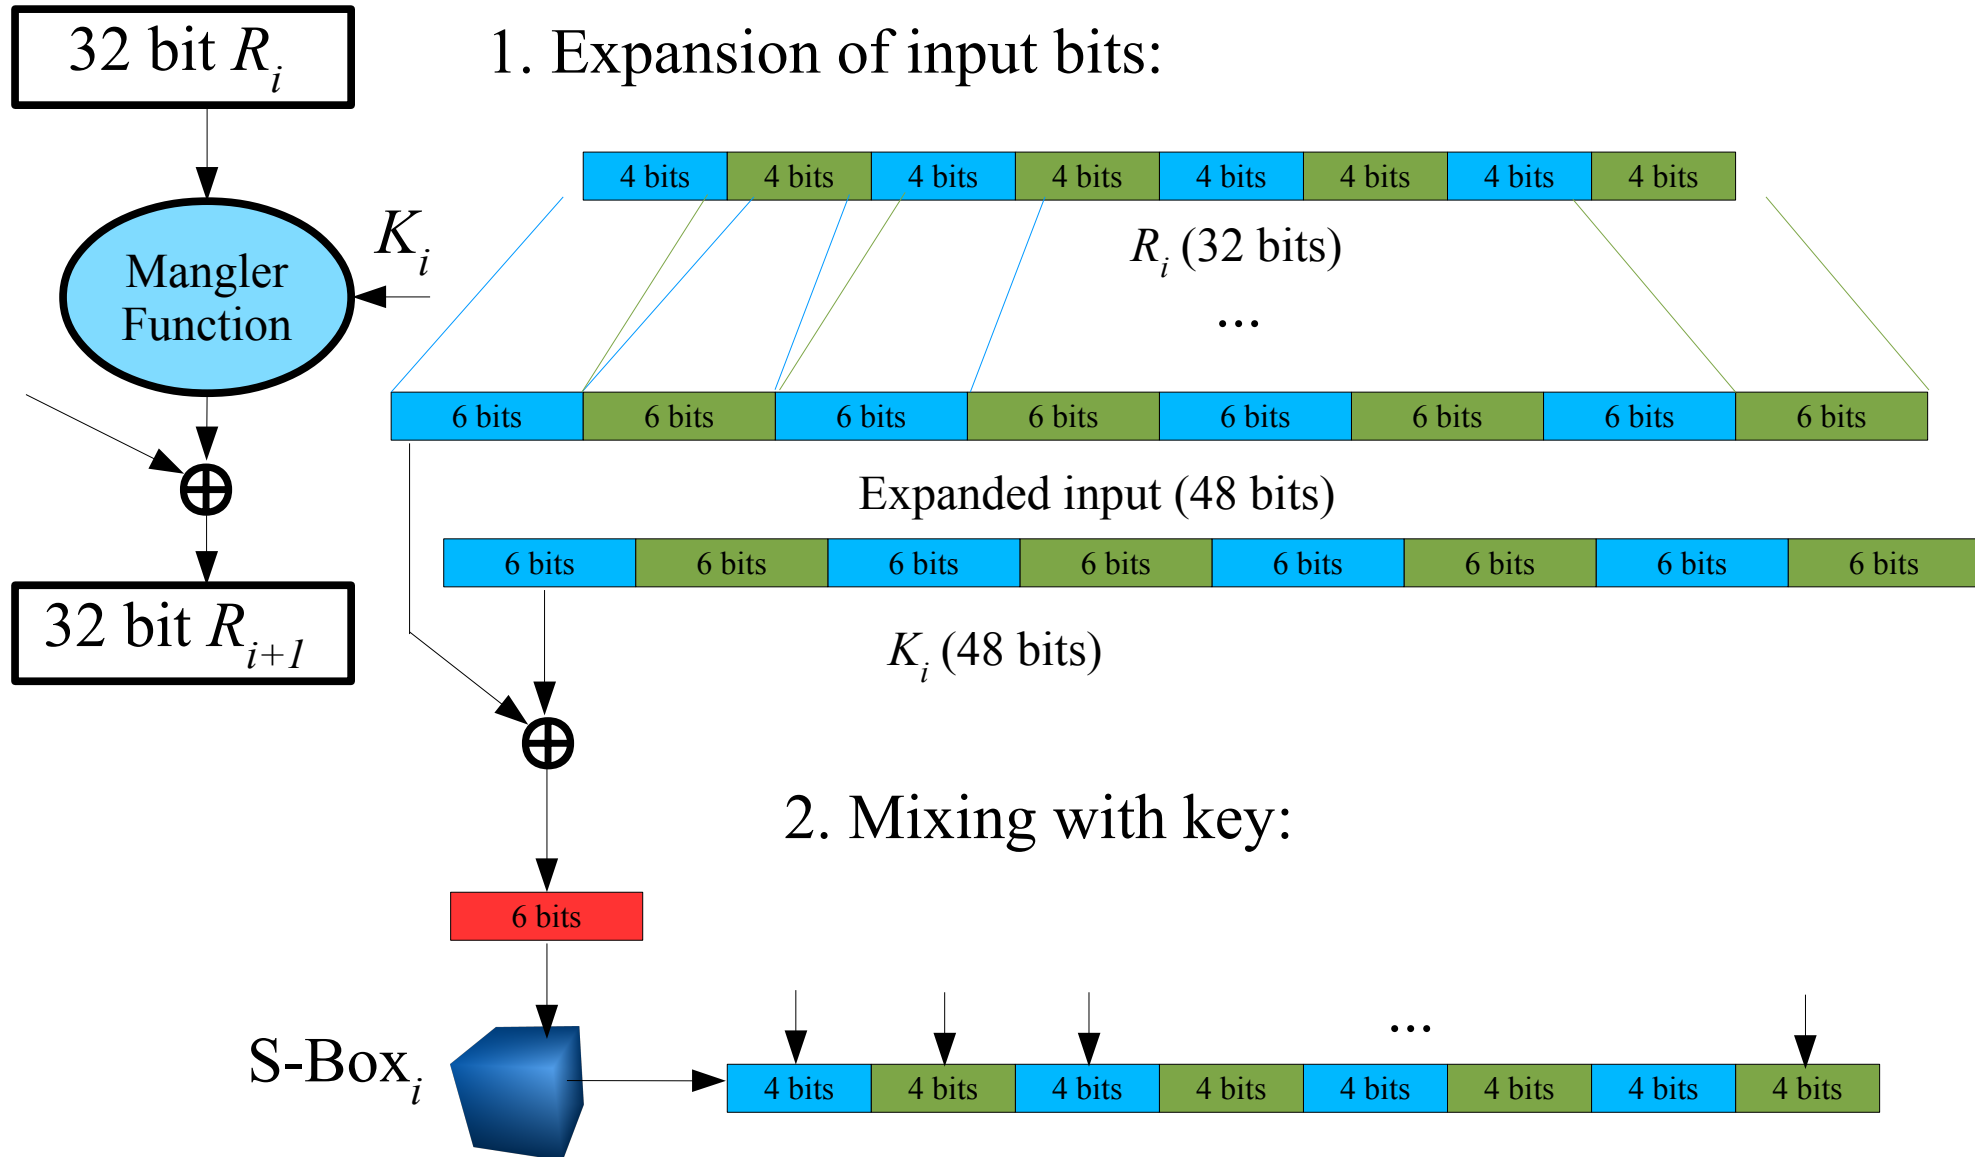 32 bit R_i
1. Expansion of input bits:
4 bits 4 bits 4 bits 4 bits 4 bits 4 bits 4 bits 4 bits
R_i (32 bits)
K_i
Mangler
Function
...
6 bits 6 bits 6 bits 6 bits 6 bits 6 bits 6 bits 6 bits
Expanded input (48 bits)
6 bits 6 bits 6 bits 6 bits 6 bits 6 bits 6 bits 6 bits
32 bit R_{i+1}
K_i (48 bits)
2. Mixing with key:
6 bits
...
S-Box_i
4 bits 4 bits 4 bits 4 bits 4 bits 4 bits 4 bits 4 bits